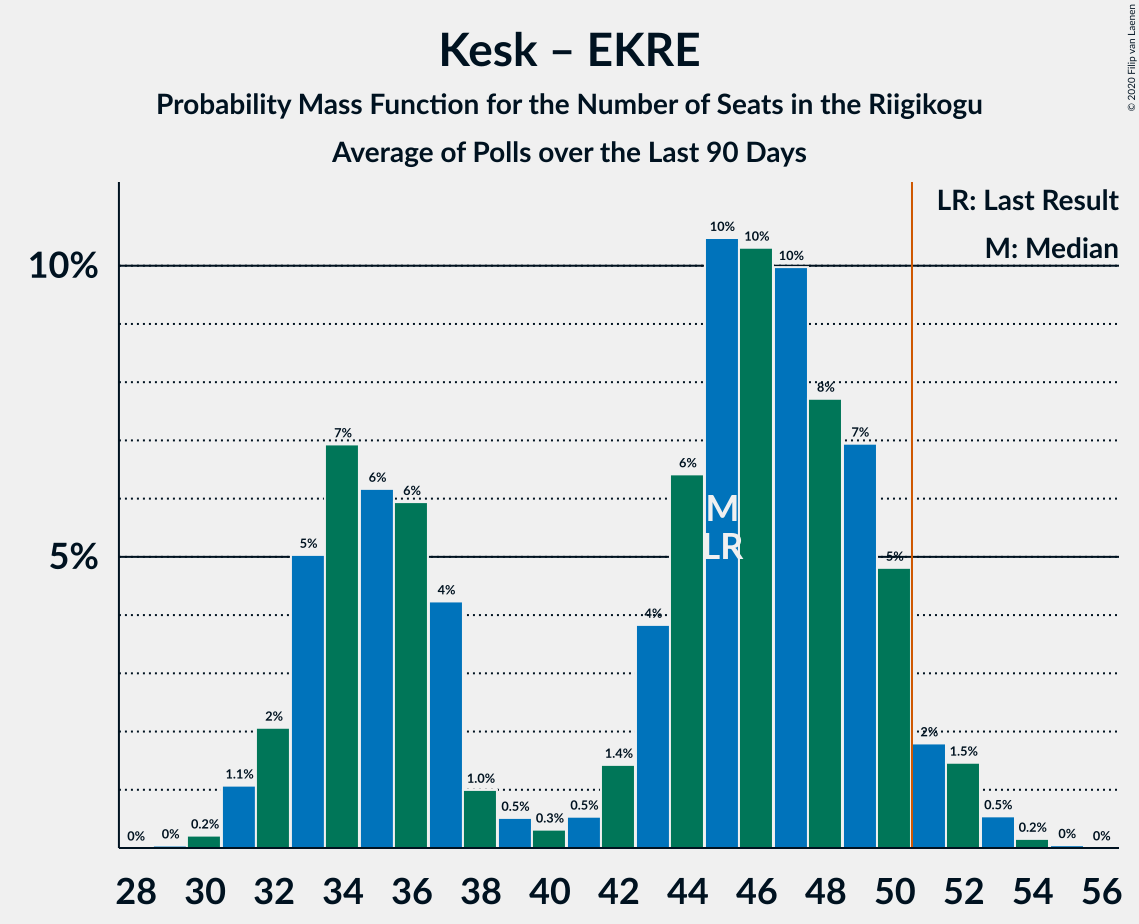 Kesk – EKRE
Probability Mass Function for the Number of Seats in the Riigikogu
Average of Polls over the Last 90 Days
© 2020 Filip van Laenen
LR: Last Result
M: Median
10%
5%
0% 0% 0.2% 1.1% 2% 5% 7% 6% 6% 4% 1.0% 0.5% 0.3% 0.5% 1.4% 4% 6% 10% 10% 10% 8% 7% 5% 2% 1.5% 0.5% 0.2% 0% 0%
M
LR
28 30 32 34 36 38 40 42 44 46 48 50 52 54 56